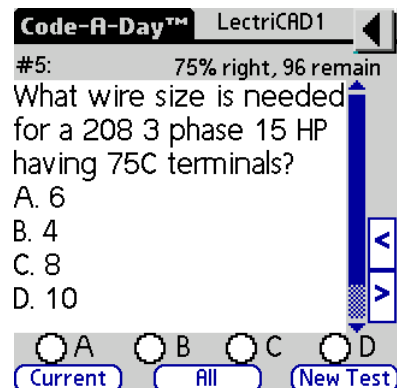 Code-A-Day™ LectriCAD1
#5: 75% right, 96 remain
What wire size is needed
for a 208 3 phase 15 HP
having 75C terminals?
A. 6
B. 4
C. 8
D. 10
<
>
A B C D
Current All New Test